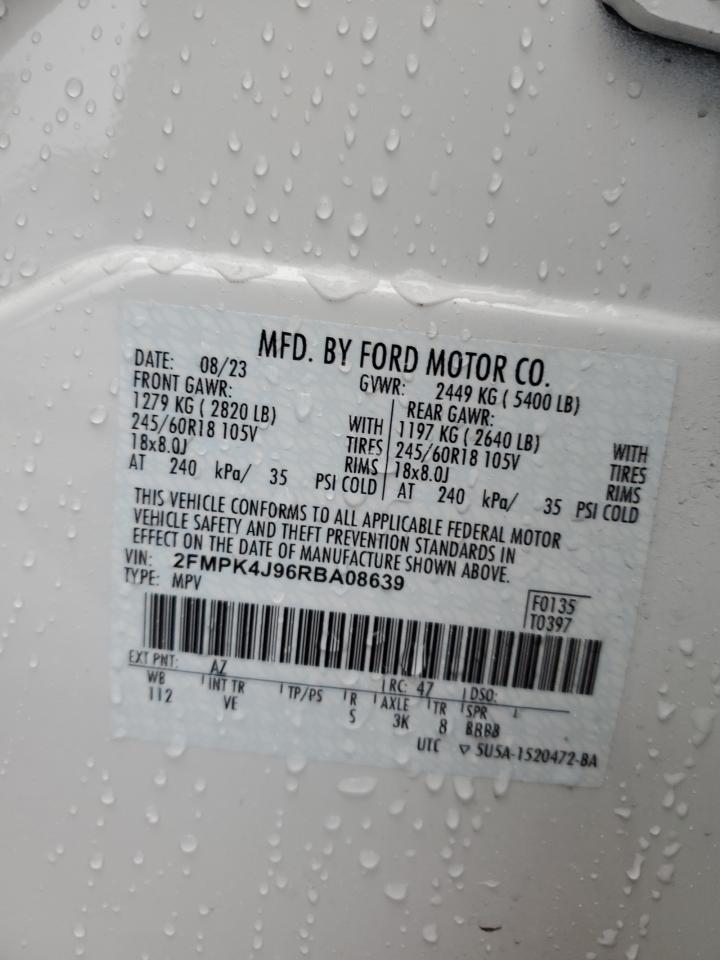 MFD. BY FORD MOTOR CO.
DATE: 08/23 GVWR: 2449 KG ( 5400 LB)
FRONT GAWR: REAR GAWR:
1279 KG ( 2820 LB) WITH 1197 KG ( 2640 LB) WITH
245/60R18 105V TIRES 245/60R18 105V TIRES
18x8.0J RIMS 18x8.0J RIMS
AT 240 kPa/ 35 PSI COLD AT 240 kPa/ 35 PSI COLD
THIS VEHICLE CONFORMS TO ALL APPLICABLE FEDERAL MOTOR
VEHICLE SAFETY AND THEFT PREVENTION STANDARDS IN
EFFECT ON THE DATE OF MANUFACTURE SHOWN ABOVE.
VIN: 2FMPK4J96RBA08639
TYPE: MPV F0135
T0397
EXT PNT: AZ RC: 47 DSO:
WB INT TR TP/PS R AXLE TR SPR
112 VE S 3K 8 BBBB
UTC ▽ 5U5A-1520472-BA